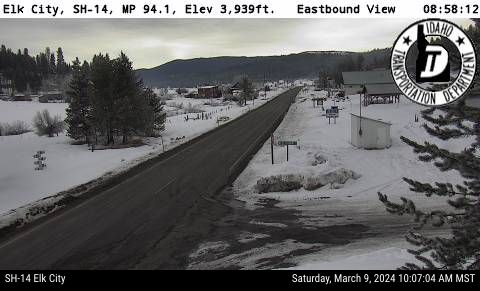 Elk City, SH-14, MP 94.1, Elev 3,939ft. Eastbound View 08:58:12
IDAHO
TRANSPORTATION DEPARTMENT
SH-14 Elk City
Saturday, March 9, 2024 10:07:04 AM MST